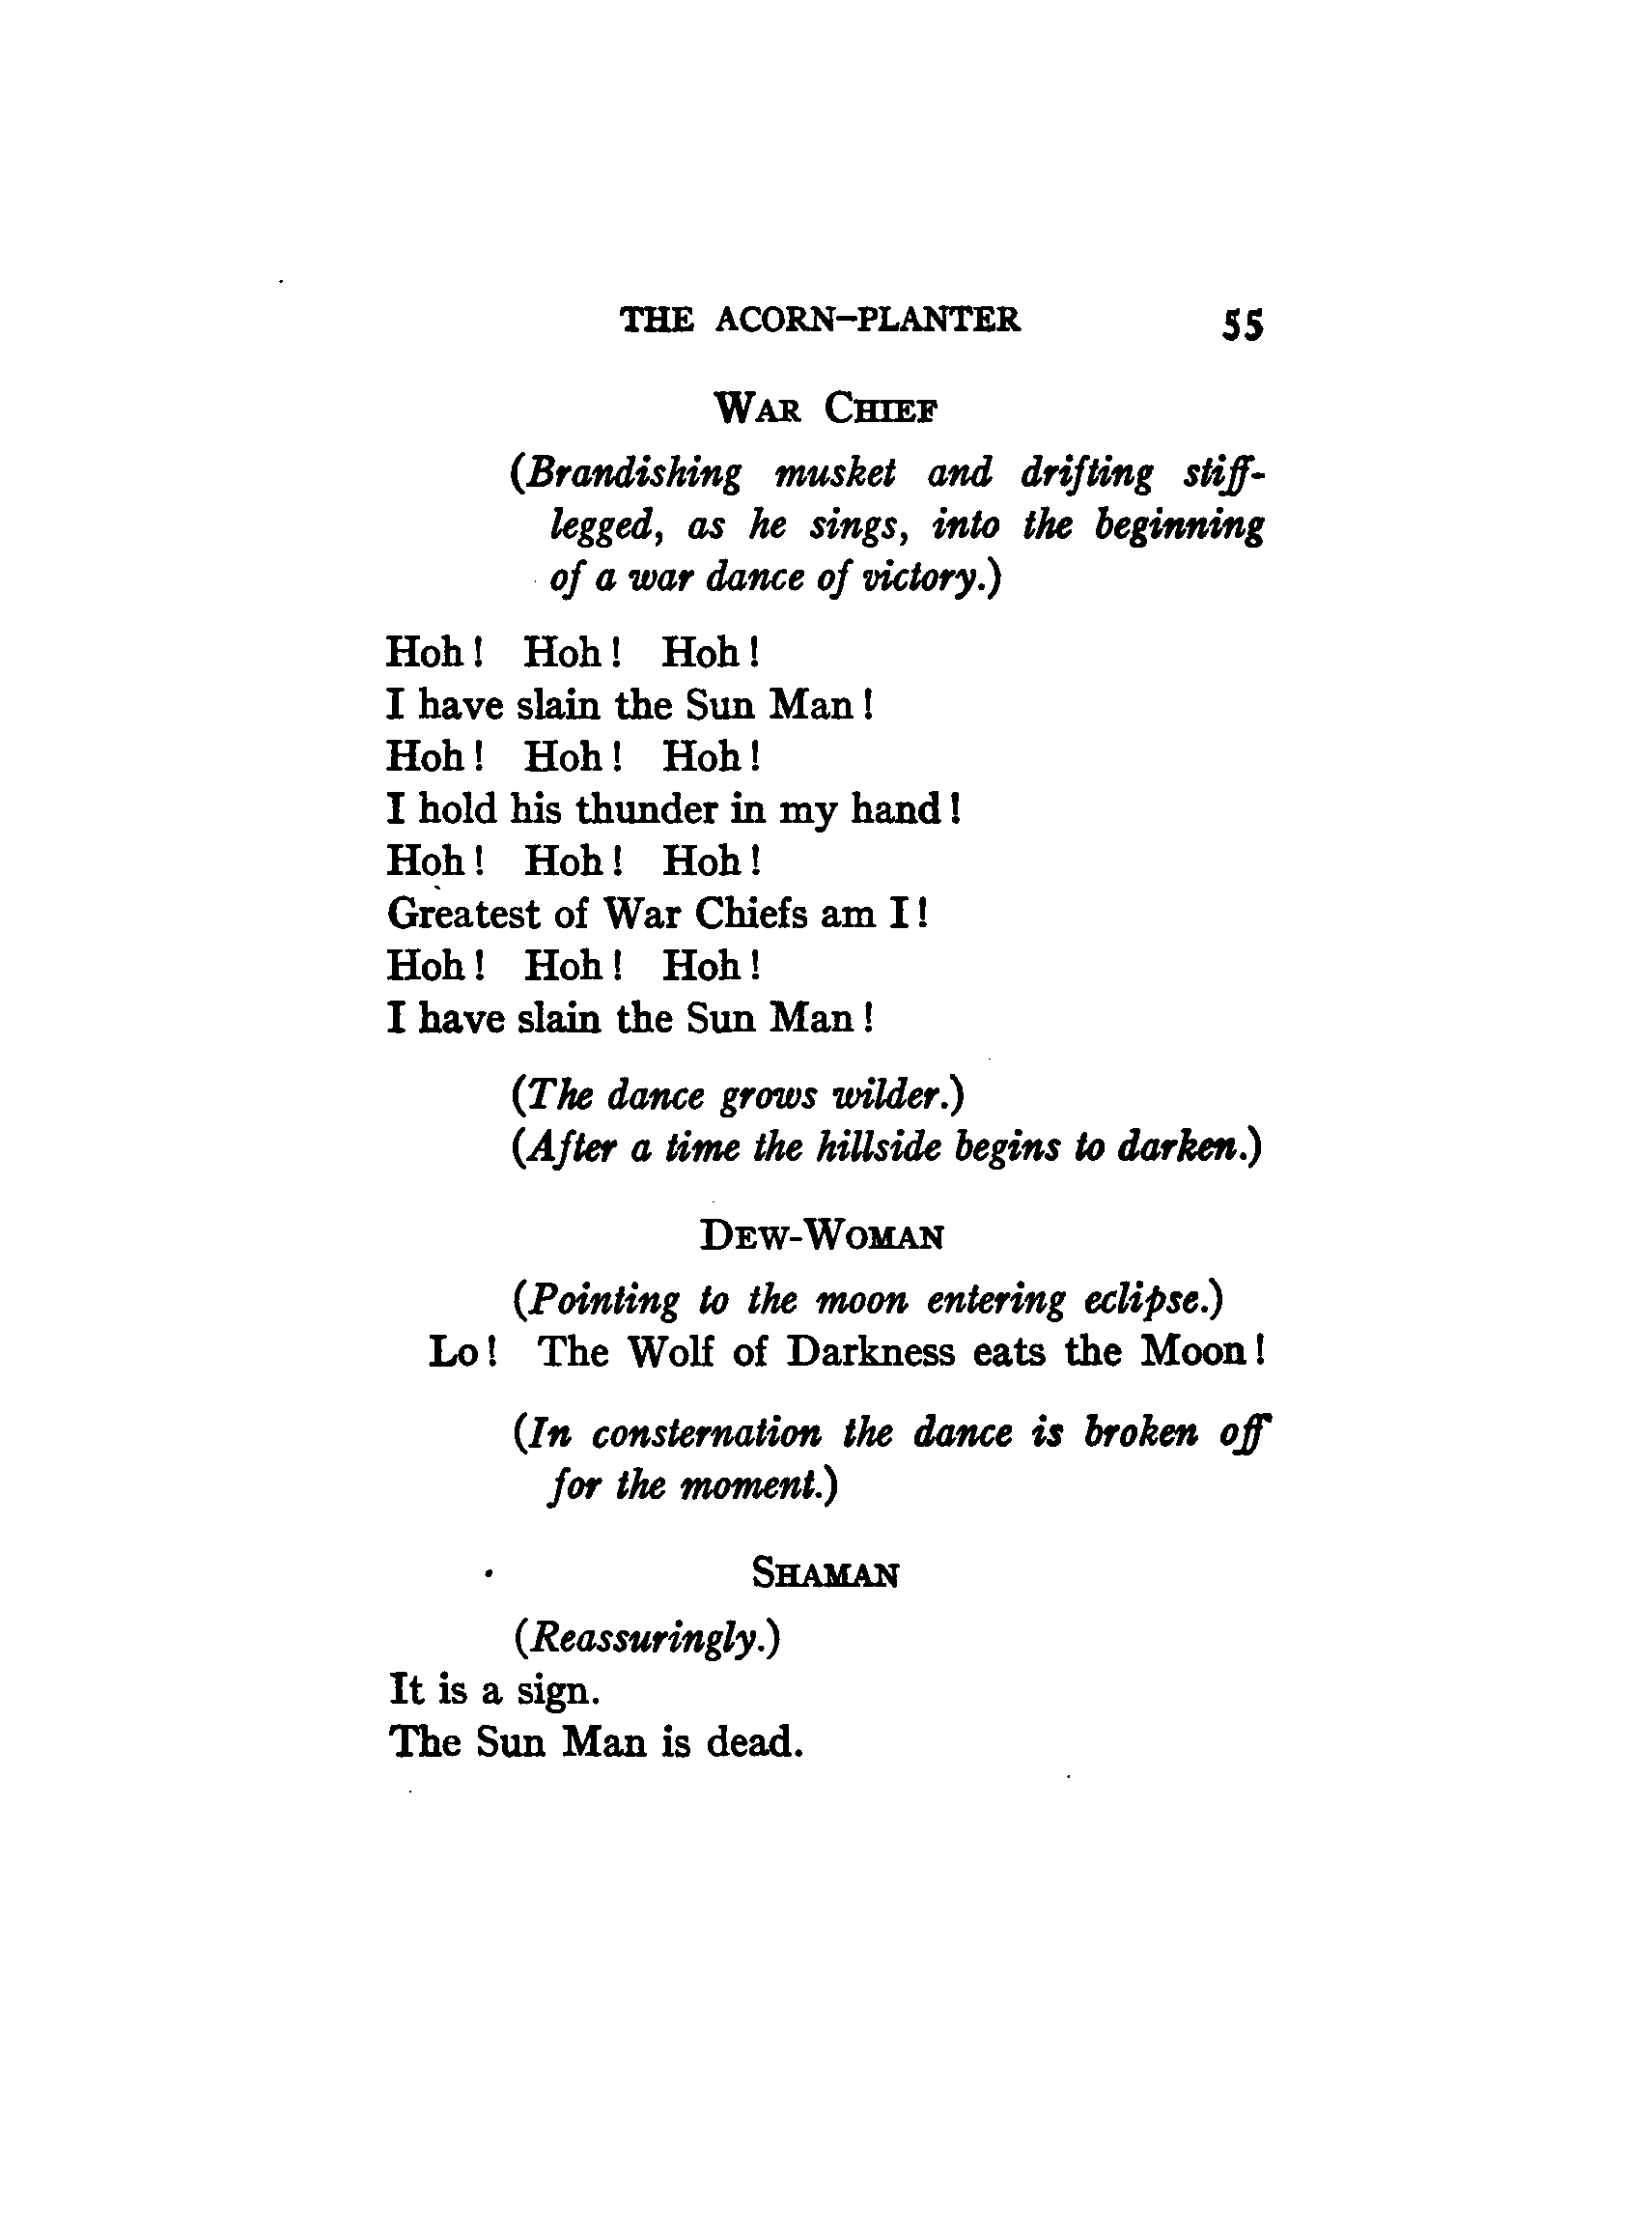 THE ACORN-PLANTER 55
WAR CHIEF
(Brandishing musket and drifting stiff-
legged, as he sings, into the beginning
of a war dance of victory.)
Hoh! Hoh! Hoh!
I have slain the Sun Man!
Hoh! Hoh! Hoh!
I hold his thunder in my hand!
Hoh! Hoh! Hoh!
Greatest of War Chiefs am I!
Hoh! Hoh! Hoh!
I have slain the Sun Man!
(The dance grows wilder.)
(After a time the hillside begins to darken.)
DEW-WOMAN
(Pointing to the moon entering eclipse.)
Lo! The Wolf of Darkness eats the Moon!
(In consternation the dance is broken off
for the moment.)
SHAMAN
(Reassuringly.)
It is a sign.
The Sun Man is dead.